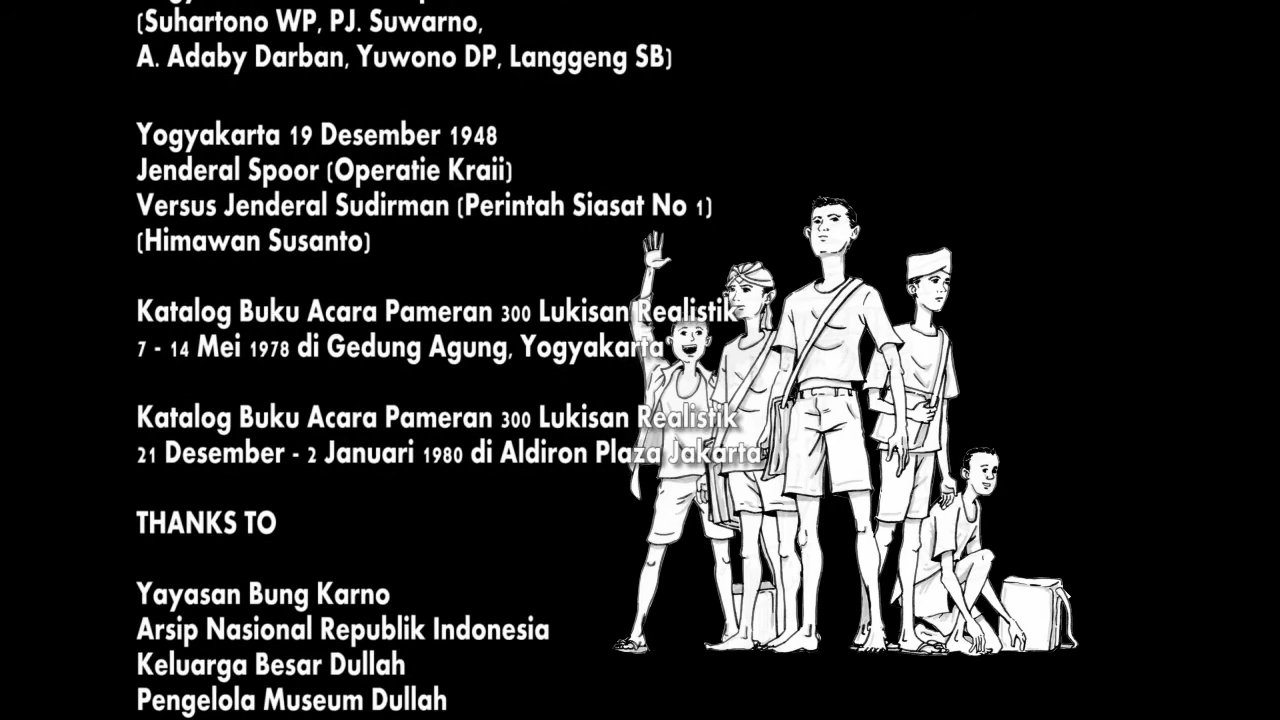 (Suhartono WP, PJ. Suwarno,
A. Adaby Darban, Yuwono DP, Langgeng SB)
Yogyakarta 19 Desember 1948
Jenderal Spoor (Operatie Kraii)
Versus Jenderal Sudirman (Perintah Siasat No 1)
(Himawan Susanto)
Katalog Buku Acara Pameran 300 Lukisan Realistik
7 - 14 Mei 1978 di Gedung Agung, Yogyakarta
Katalog Buku Acara Pameran 300 Lukisan Realistik
21 Desember - 2 Januari 1980 di Aldiron Plaza Jakarta
THANKS TO
Yayasan Bung Karno
Arsip Nasional Republik Indonesia
Keluarga Besar Dullah
Pengelola Museum Dullah